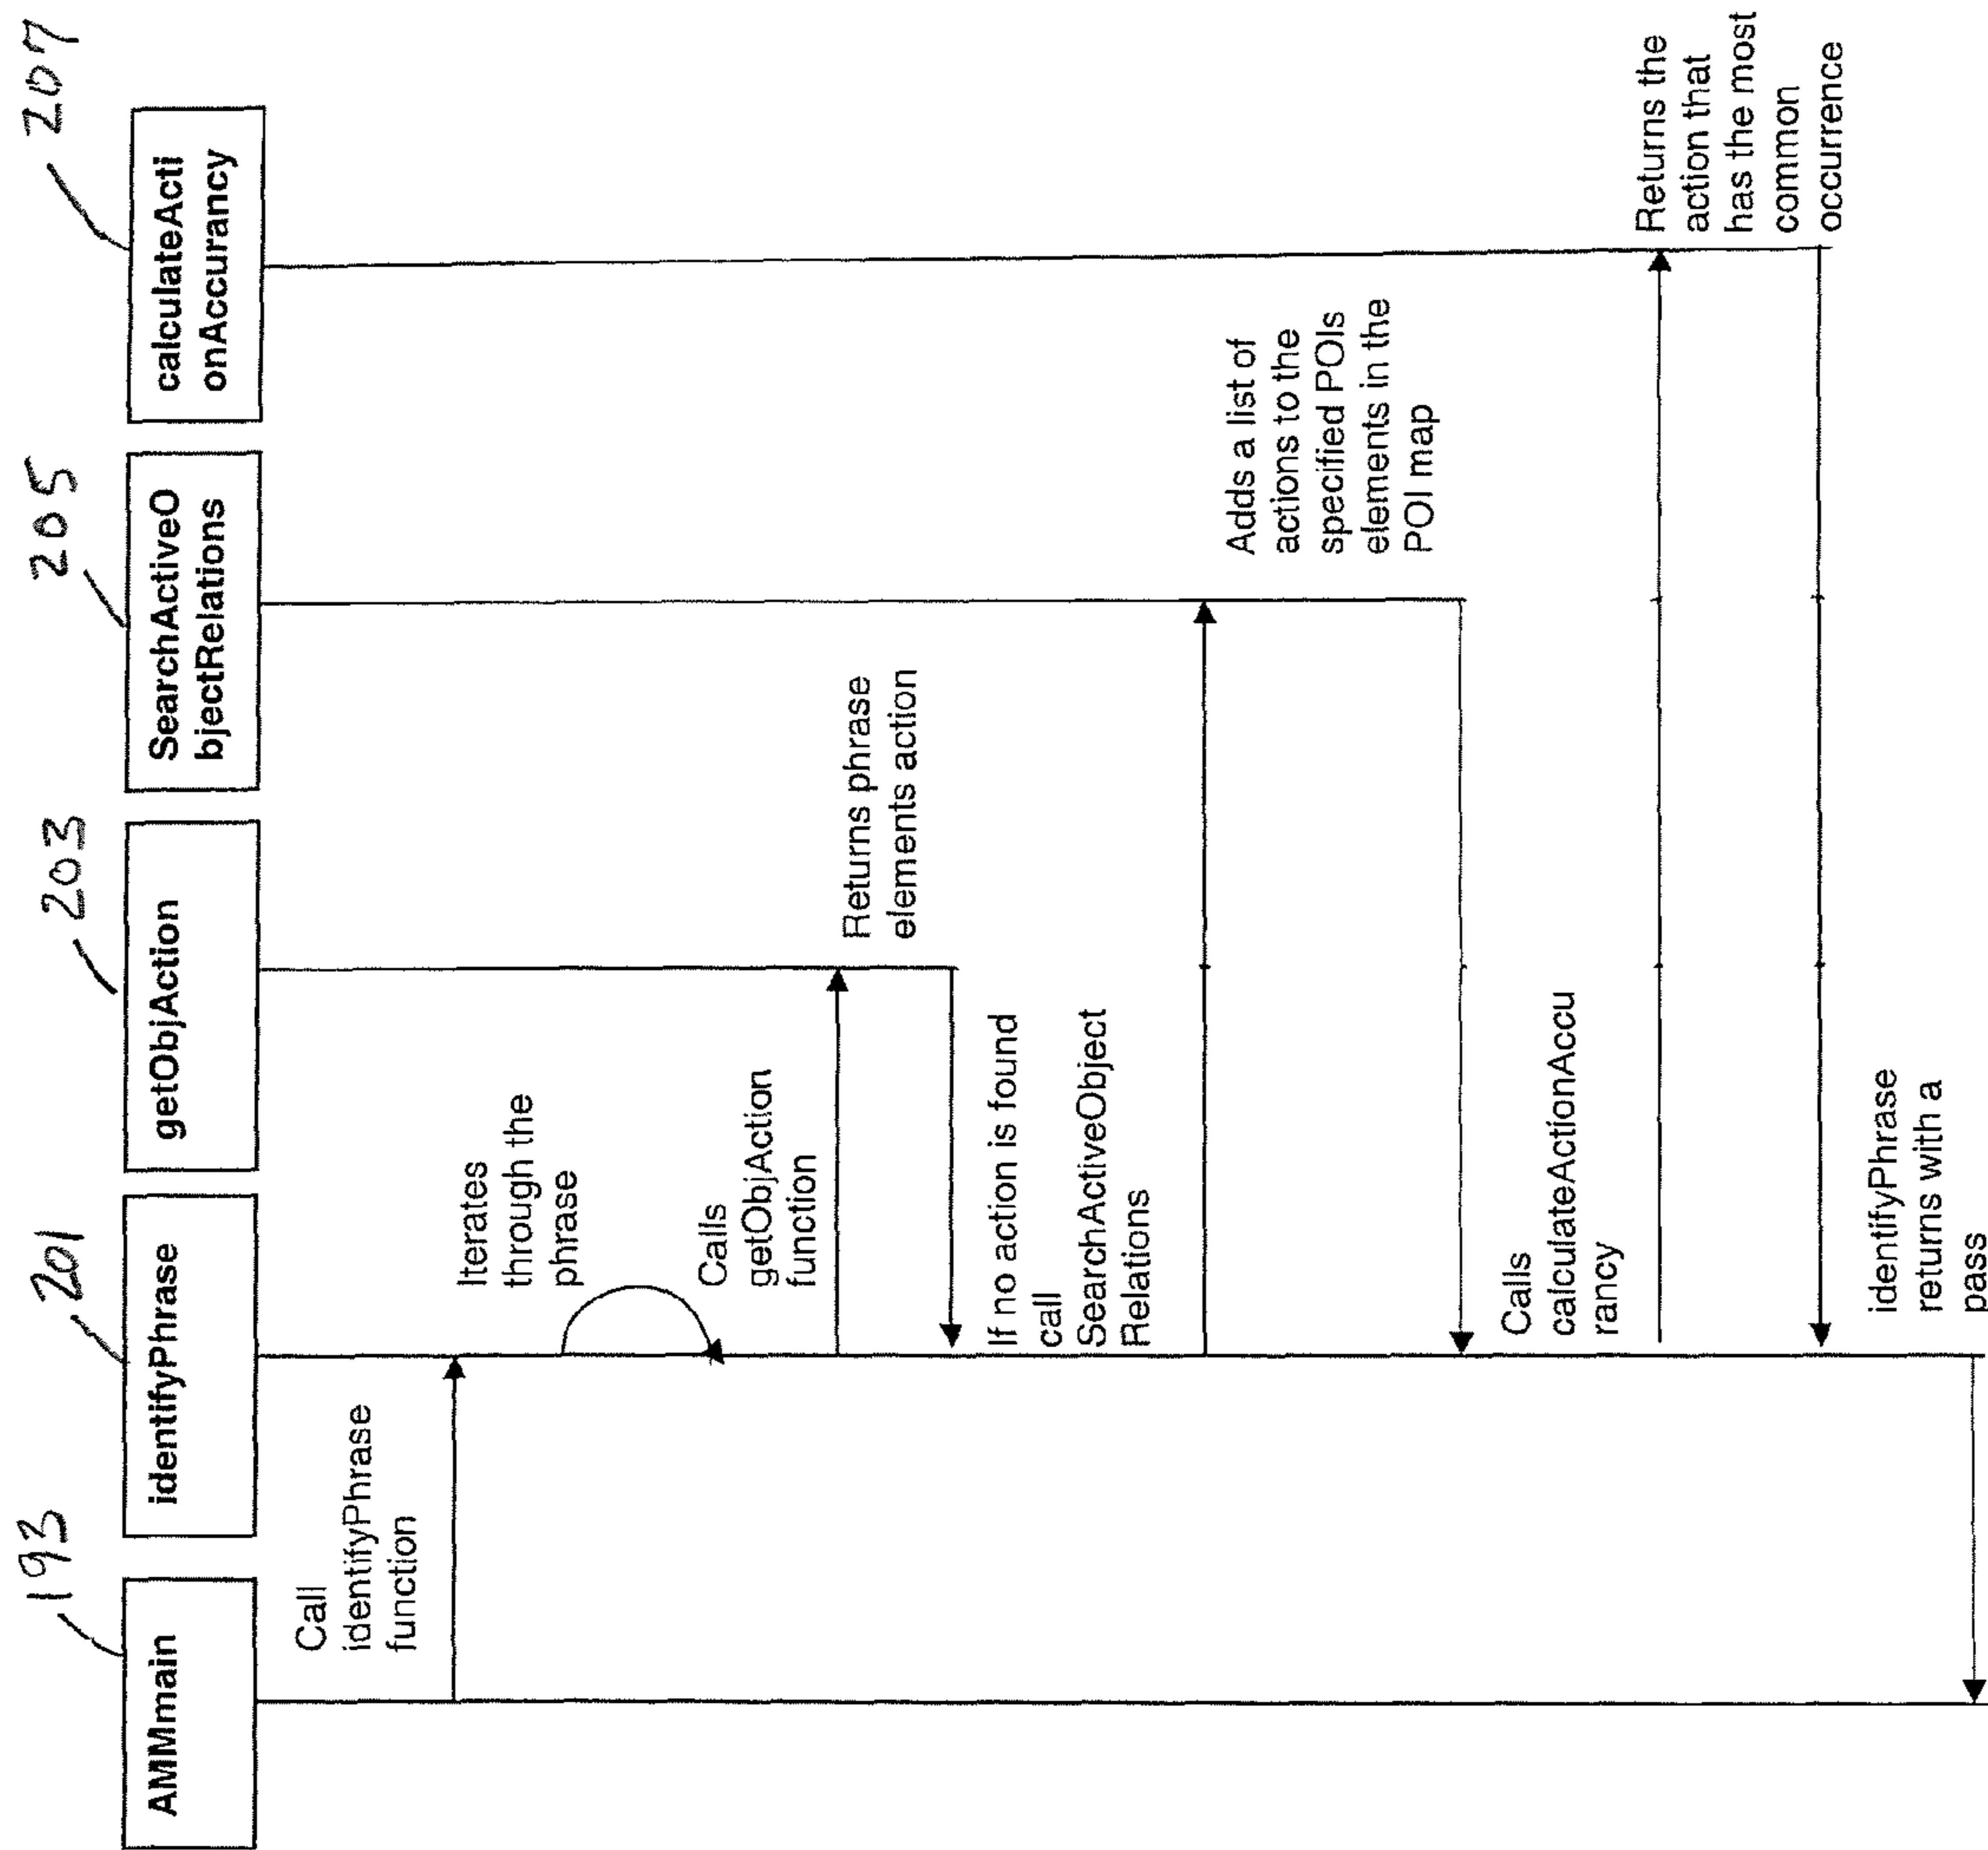 193
201
203
205
207
AMMmain
identifyPhrase
getObjAction
SearchActiveO
bjectRelations
calculateActi
onAccurancy
Call
identifyPhrase
function
Iterates
through the
phrase
Calls
getObjAction
function
Returns phrase
elements action
If no action is found
call
SearchActiveObject
Relations
Adds a list of
actions to the
specified POIs
elements in the
POI map
Calls
calculateActionAccu
rancy
Returns the
action that
has the most
common
occurrence
identifyPhrase
returns with a
pass